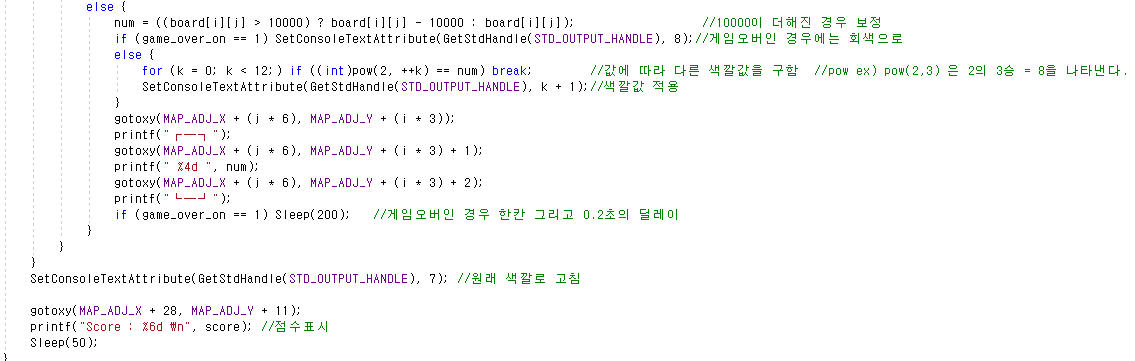 else {
num = ((board[i][j] > 10000) ? board[i][j] - 10000 : board[i][j]); //10000이 더해진 경우 보정
if (game_over_on == 1) SetConsoleTextAttribute(GetStdHandle(STD_OUTPUT_HANDLE), 8);//게임오버인 경우에는 회색으로
else {
for (k = 0; k < 12;) if ((int)pow(2, ++k) == num) break; //값에 따라 다른 색깔값을 구함 //pow ex) pow(2,3) 은 2의 3승 = 8을 나타낸다.
SetConsoleTextAttribute(GetStdHandle(STD_OUTPUT_HANDLE), k + 1);//색깔값 적용
}
gotoxy(MAP_ADJ_X + (j * 6), MAP_ADJ_Y + (i * 3));
printf("┌─┐");
gotoxy(MAP_ADJ_X + (j * 6), MAP_ADJ_Y + (i * 3) + 1);
printf(" %4d ", num);
gotoxy(MAP_ADJ_X + (j * 6), MAP_ADJ_Y + (i * 3) + 2);
printf("└─┘");
if (game_over_on == 1) Sleep(200); //게임오버인 경우 한칸 그리고 0.2초의 딜레이
}
}
}
SetConsoleTextAttribute(GetStdHandle(STD_OUTPUT_HANDLE), 7); //원래 색깔로 고침
gotoxy(MAP_ADJ_X + 28, MAP_ADJ_Y + 11);
printf("Score : %6d ₩n", score); //점수표시
Sleep(50);
}